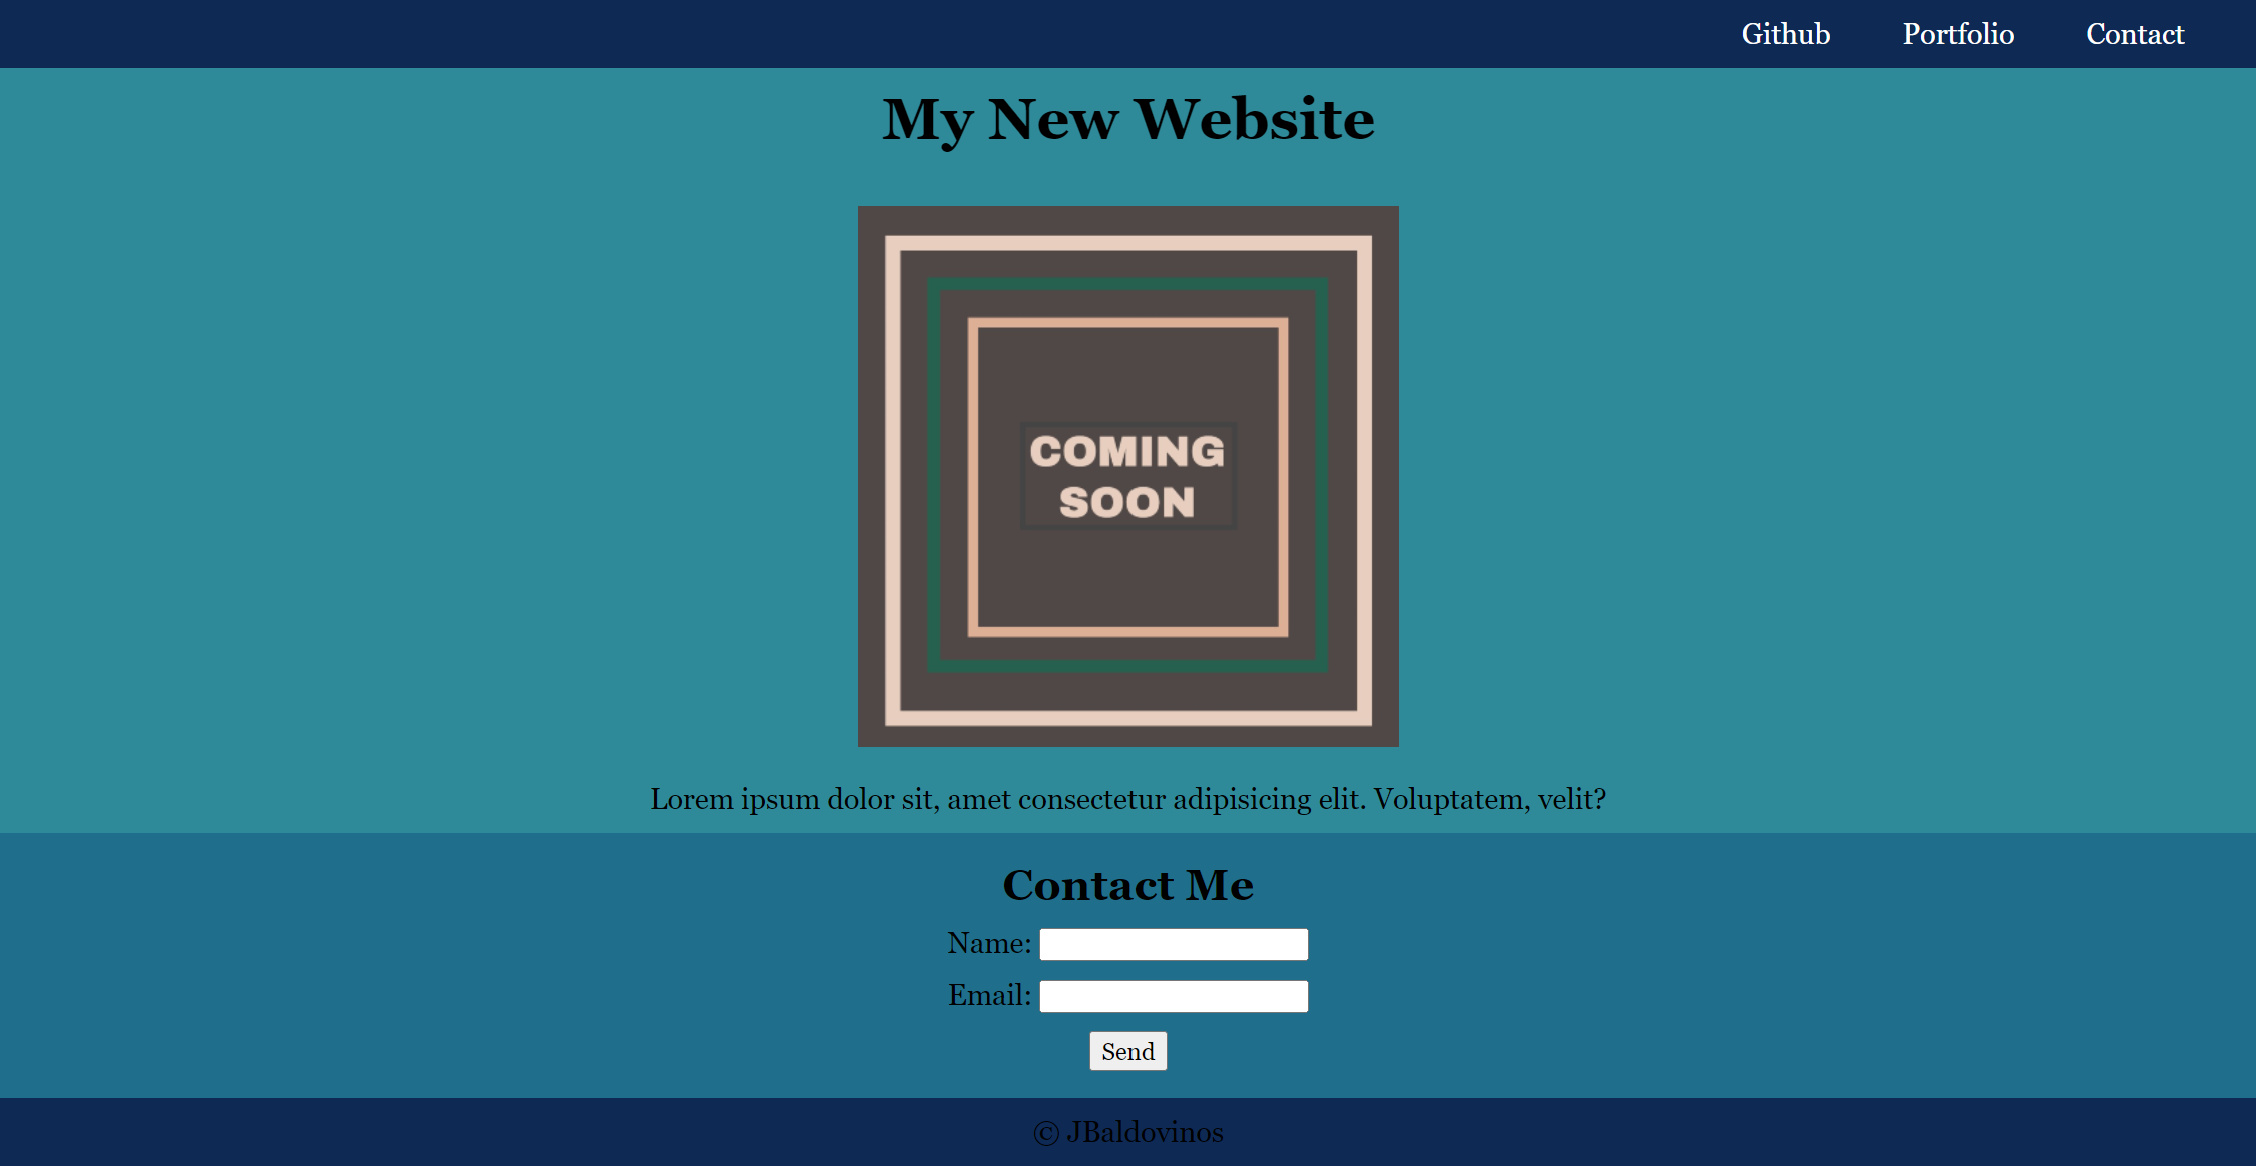 Github Portfolio Contact
My New Website
COMING
SOON
Lorem ipsum dolor sit, amet consectetur adipisicing elit. Voluptatem, velit?
Contact Me
Name:
Email:
Send
© JBaldovinos